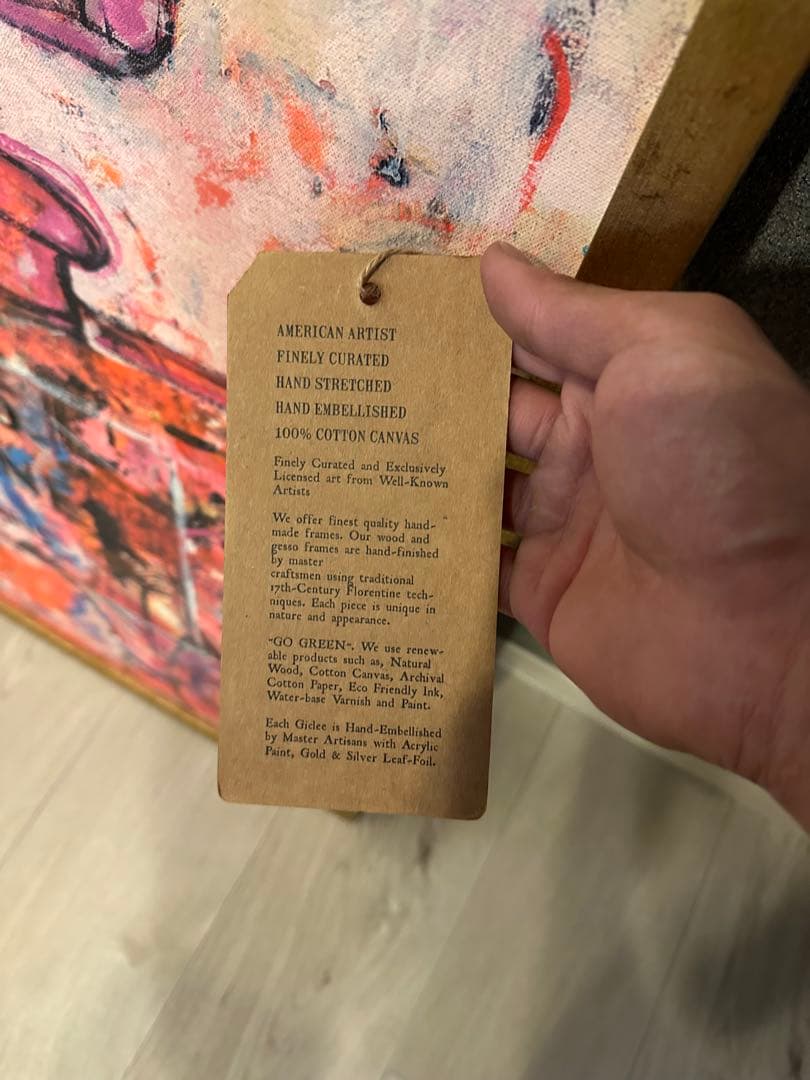 AMERICAN ARTIST
FINELY CURATED
HAND STRETCHED
HAND EMBELLISHED
100% COTTON CANVAS
Finely Curated and Exclusively
Licensed art from Well-Known
Artists
We offer finest quality hand-
made frames. Our wood and
gesso frames are hand-finished
by master
craftsmen using traditional
17th-Century Florentine tech-
niques. Each piece is unique in
nature and appearance.
"GO GREEN". We use renew-
able products such as, Natural
Wood, Cotton Canvas, Archival
Cotton Paper, Eco Friendly Ink,
Water-base Varnish and Paint.
Each Giclee is Hand-Embellished
by Master Artisans with Acrylic
Paint, Gold & Silver Leaf-Foil.